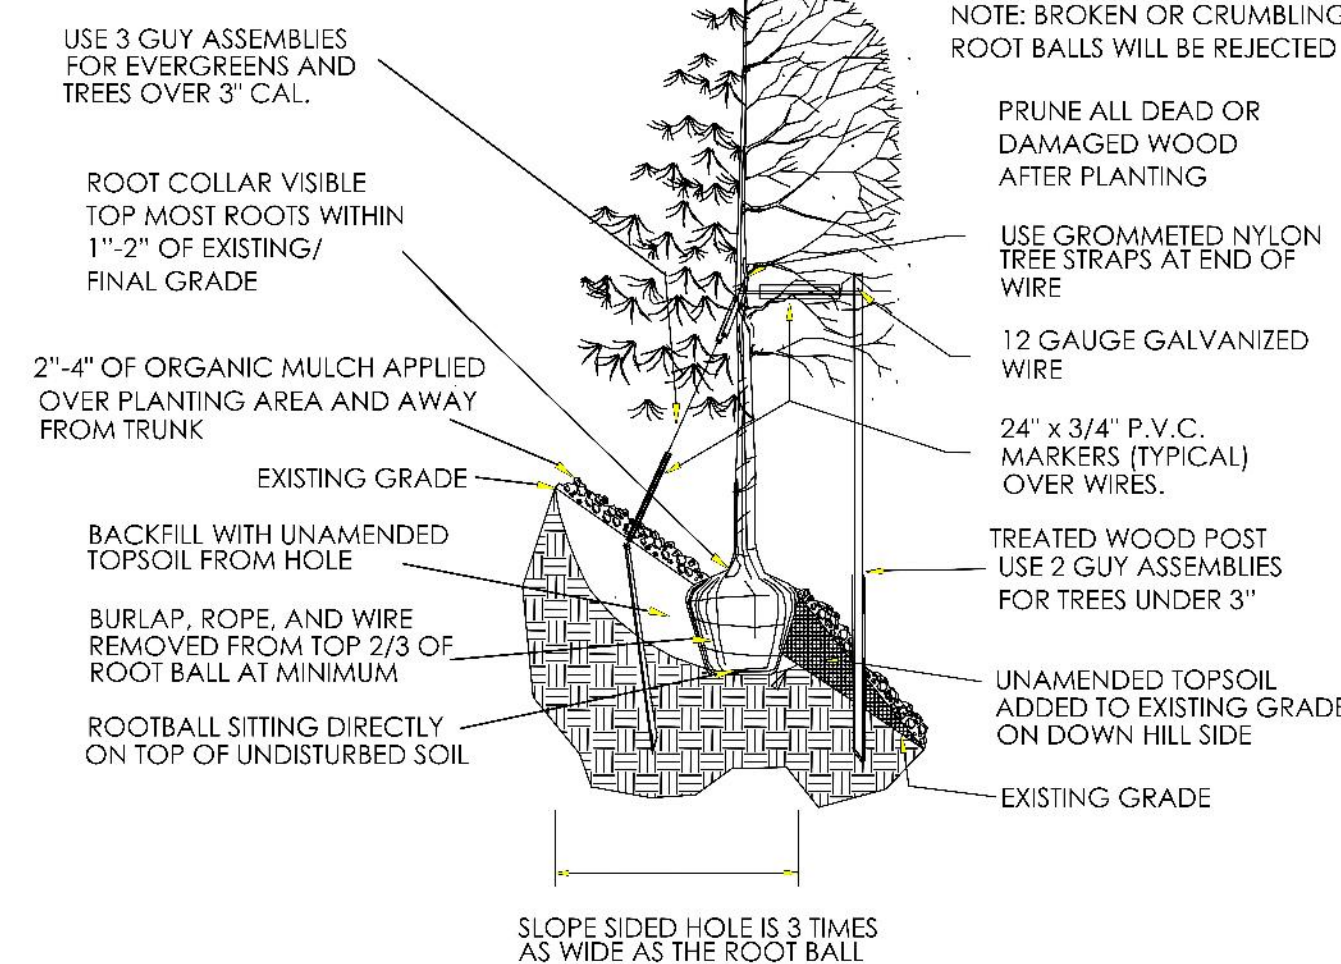 USE 3 GUY ASSEMBLIES
FOR EVERGREENS AND
TREES OVER 3" CAL.
ROOT COLLAR VISIBLE
TOP MOST ROOTS WITHIN
1"-2" OF EXISTING/
FINAL GRADE
2"-4" OF ORGANIC MULCH APPLIED
OVER PLANTING AREA AND AWAY
FROM TRUNK
EXISTING GRADE
BACKFILL WITH UNAMENDED
TOPSOIL FROM HOLE
BURLAP, ROPE, AND WIRE
REMOVED FROM TOP 2/3 OF
ROOT BALL AT MINIMUM
ROOTBALL SITTING DIRECTLY
ON TOP OF UNDISTURBED SOIL
NOTE: BROKEN OR CRUMBLING
ROOT BALLS WILL BE REJECTED
PRUNE ALL DEAD OR
DAMAGED WOOD
AFTER PLANTING
USE GROMMETED NYLON
TREE STRAPS AT END OF
WIRE
12 GAUGE GALVANIZED
WIRE
24" x 3/4" P.V.C.
MARKERS (TYPICAL)
OVER WIRES.
TREATED WOOD POST
USE 2 GUY ASSEMBLIES
FOR TREES UNDER 3"
UNAMENDED TOPSOIL
ADDED TO EXISTING GRADE
ON DOWN HILL SIDE
EXISTING GRADE
SLOPE SIDED HOLE IS 3 TIMES
AS WIDE AS THE ROOT BALL